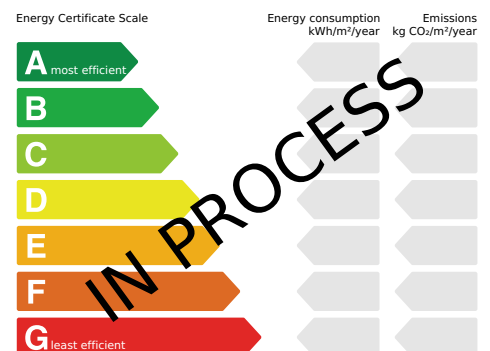 Energy Certificate Scale
Energy consumption
kWh/m²/year
Emissions
kg CO₂/m²/year
A most efficient
B
C
D
E
F
G least efficient
IN PROCESS